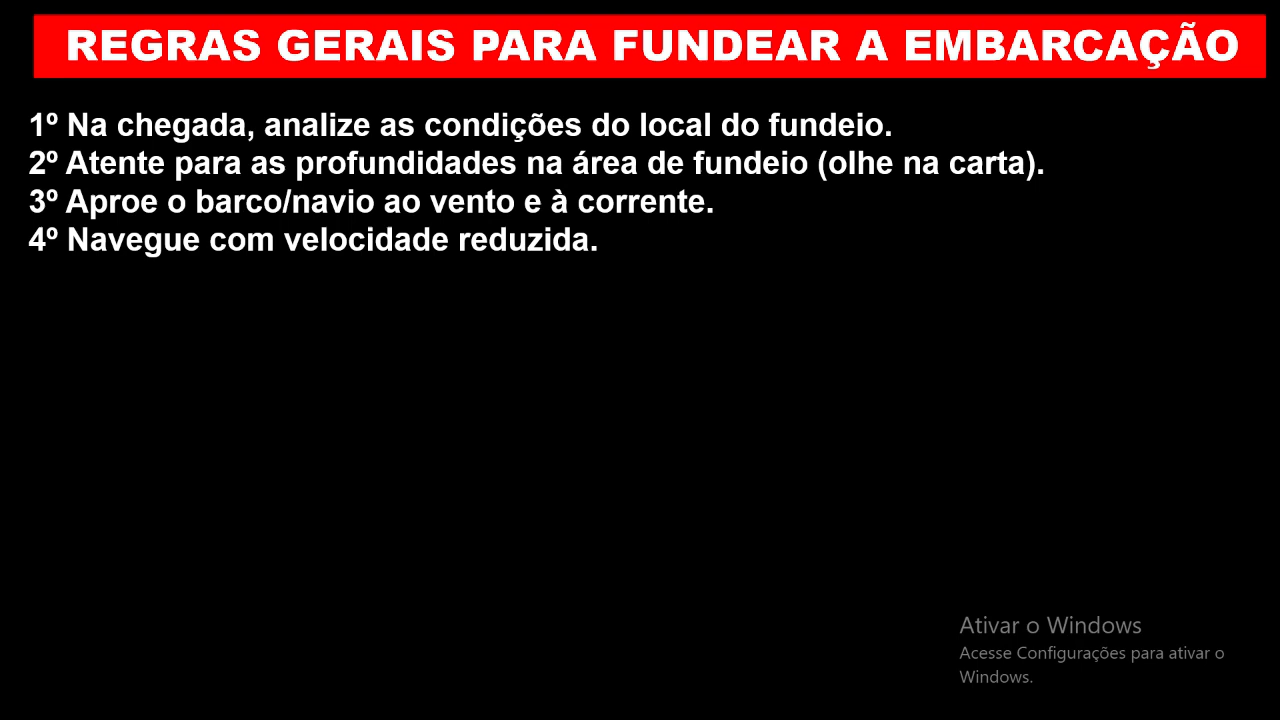 REGRAS GERAIS PARA FUNDEAR A EMBARCAÇÃO
1º Na chegada, analize as condições do local do fundeio.
2º Atente para as profundidades na área de fundeio (olhe na carta).
3º Aproe o barco/navio ao vento e à corrente.
4º Navegue com velocidade reduzida.
Ativar o Windows
Acesse Configurações para ativar o
Windows.